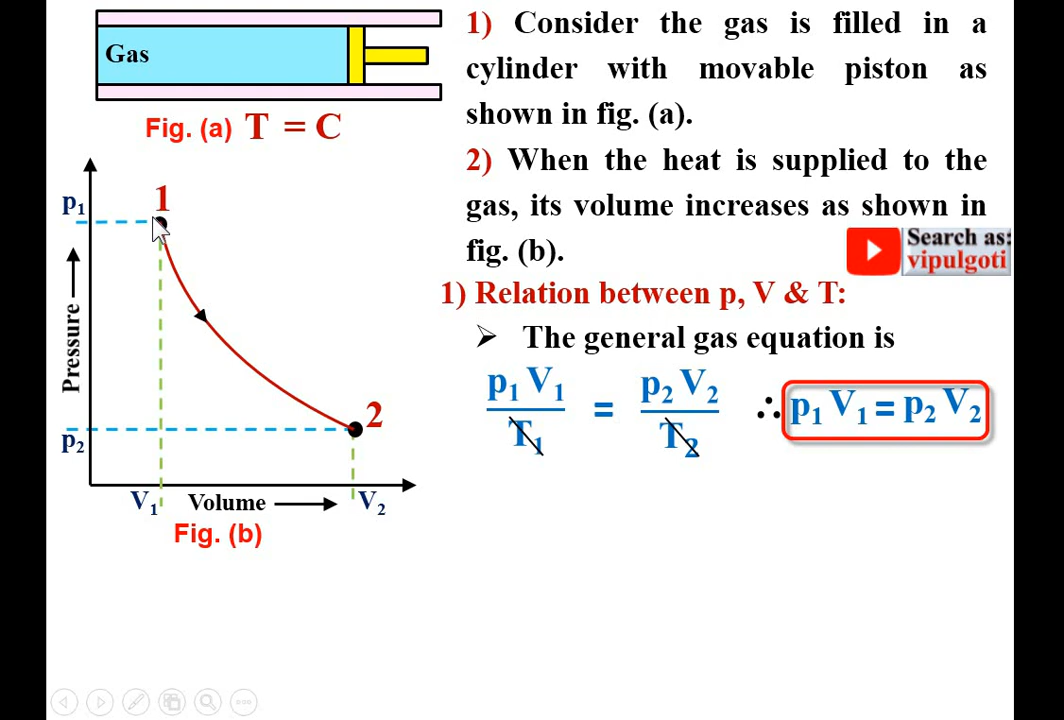 Gas
Fig. (a) T = C
1) Consider the gas is filled in a
cylinder with movable piston as
shown in fig. (a).
2) When the heat is supplied to the
gas, its volume increases as shown in
fig. (b).
Search as:
vipulgoti
p₁
1
Pressure
2
p₂
V₁ Volume V₂
Fig. (b)
1) Relation between p, V & T:
➢ The general gas equation is
p₁ V₁ / T₁ = p₂ V₂ / T₂ ∴ p₁ V₁ = p₂ V₂